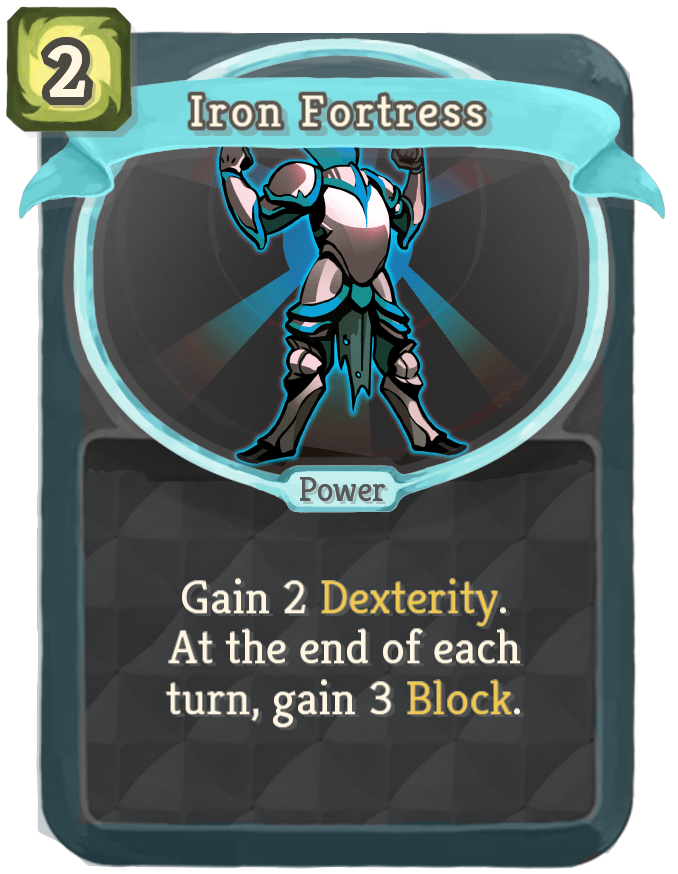 2
Iron Fortress
Power
Gain 2 Dexterity.
At the end of each
turn, gain 3 Block.